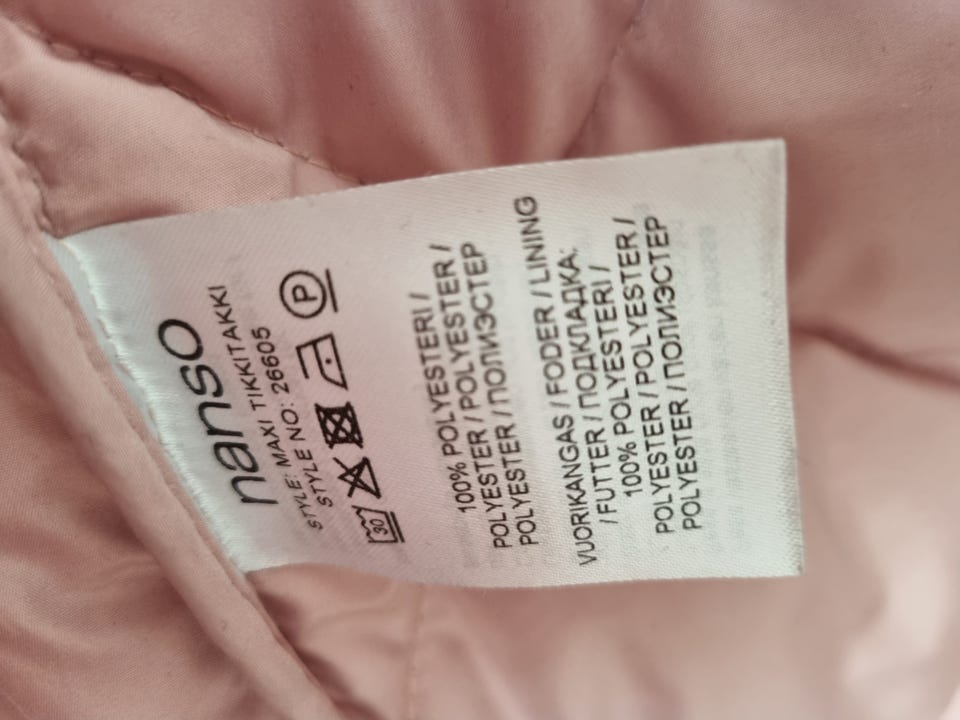 nanso
STYLE: MAXI TIKKITAKKI
STYLE NO: 26605
30
P
100% POLYESTERI /
POLYESTER / POLYESTER /
POLYESTER / ПОЛИЭСТЕР
VUORIKANGAS / FODER / LINING
/ FUTTER / ПОДКЛАДКА:
100% POLYESTERI /
POLYESTER / POLYESTER /
POLYESTER / ПОЛИЭСТЕР